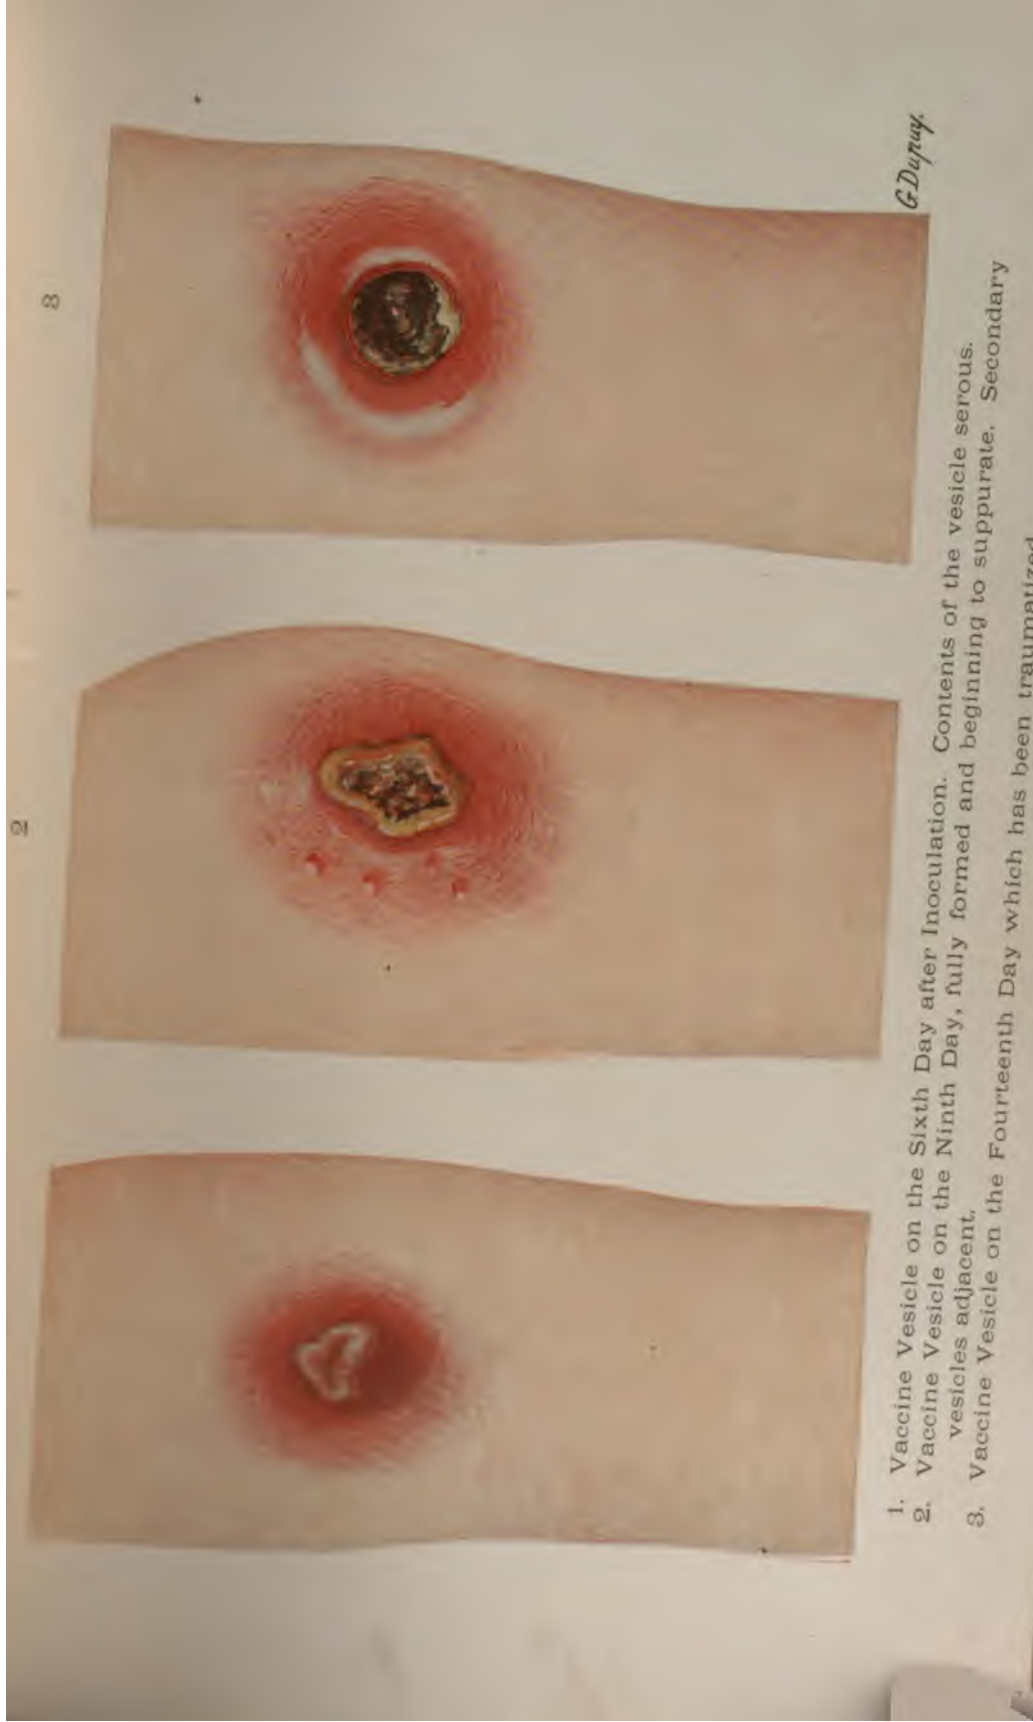 2
3
G.Dupuy.
1. Vaccine Vesicle on the Sixth Day after Inoculation. Contents of the vesicle serous.
2. Vaccine Vesicle on the Ninth Day, fully formed and beginning to suppurate. Secondary
vesicles adjacent.
3. Vaccine Vesicle on the Fourteenth Day which has been traumatized